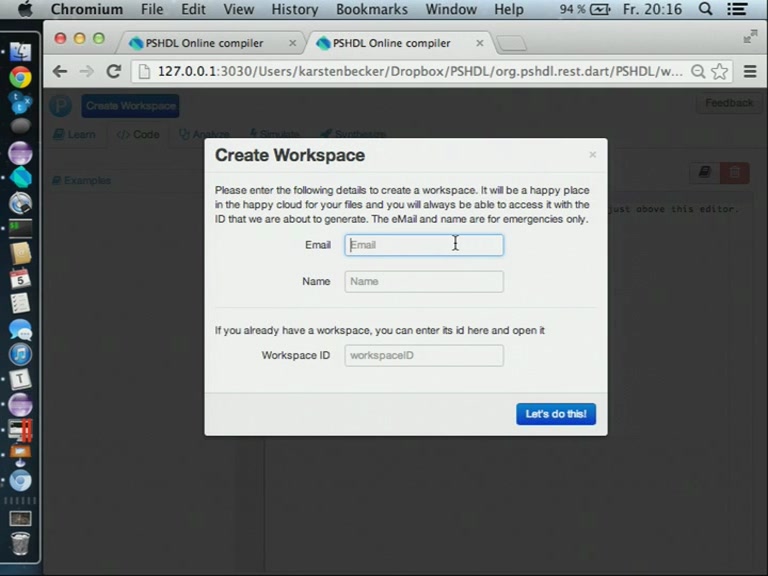 Chromium File Edit View History Bookmarks Window Help 94% Fr. 20:16
PSHDL Online compiler
PSHDL Online compiler
127.0.0.1:3030/Users/karstenbecker/Dropbox/PSHDL/org.pshdl.rest.dart/PSHDL/w...
P Create Workspace Feedback
Learn </> Code Analyze Simulate Synthesize
Examples
just above this editor.
Create Workspace ×
Please enter the following details to create a workspace. It will be a happy place
in the happy cloud for your files and you will always be able to access it with the
ID that we are about to generate. The eMail and name are for emergencies only.
Email Email
Name Name
If you already have a workspace, you can enter its id here and open it
Workspace ID workspaceID
Let's do this!
5
T